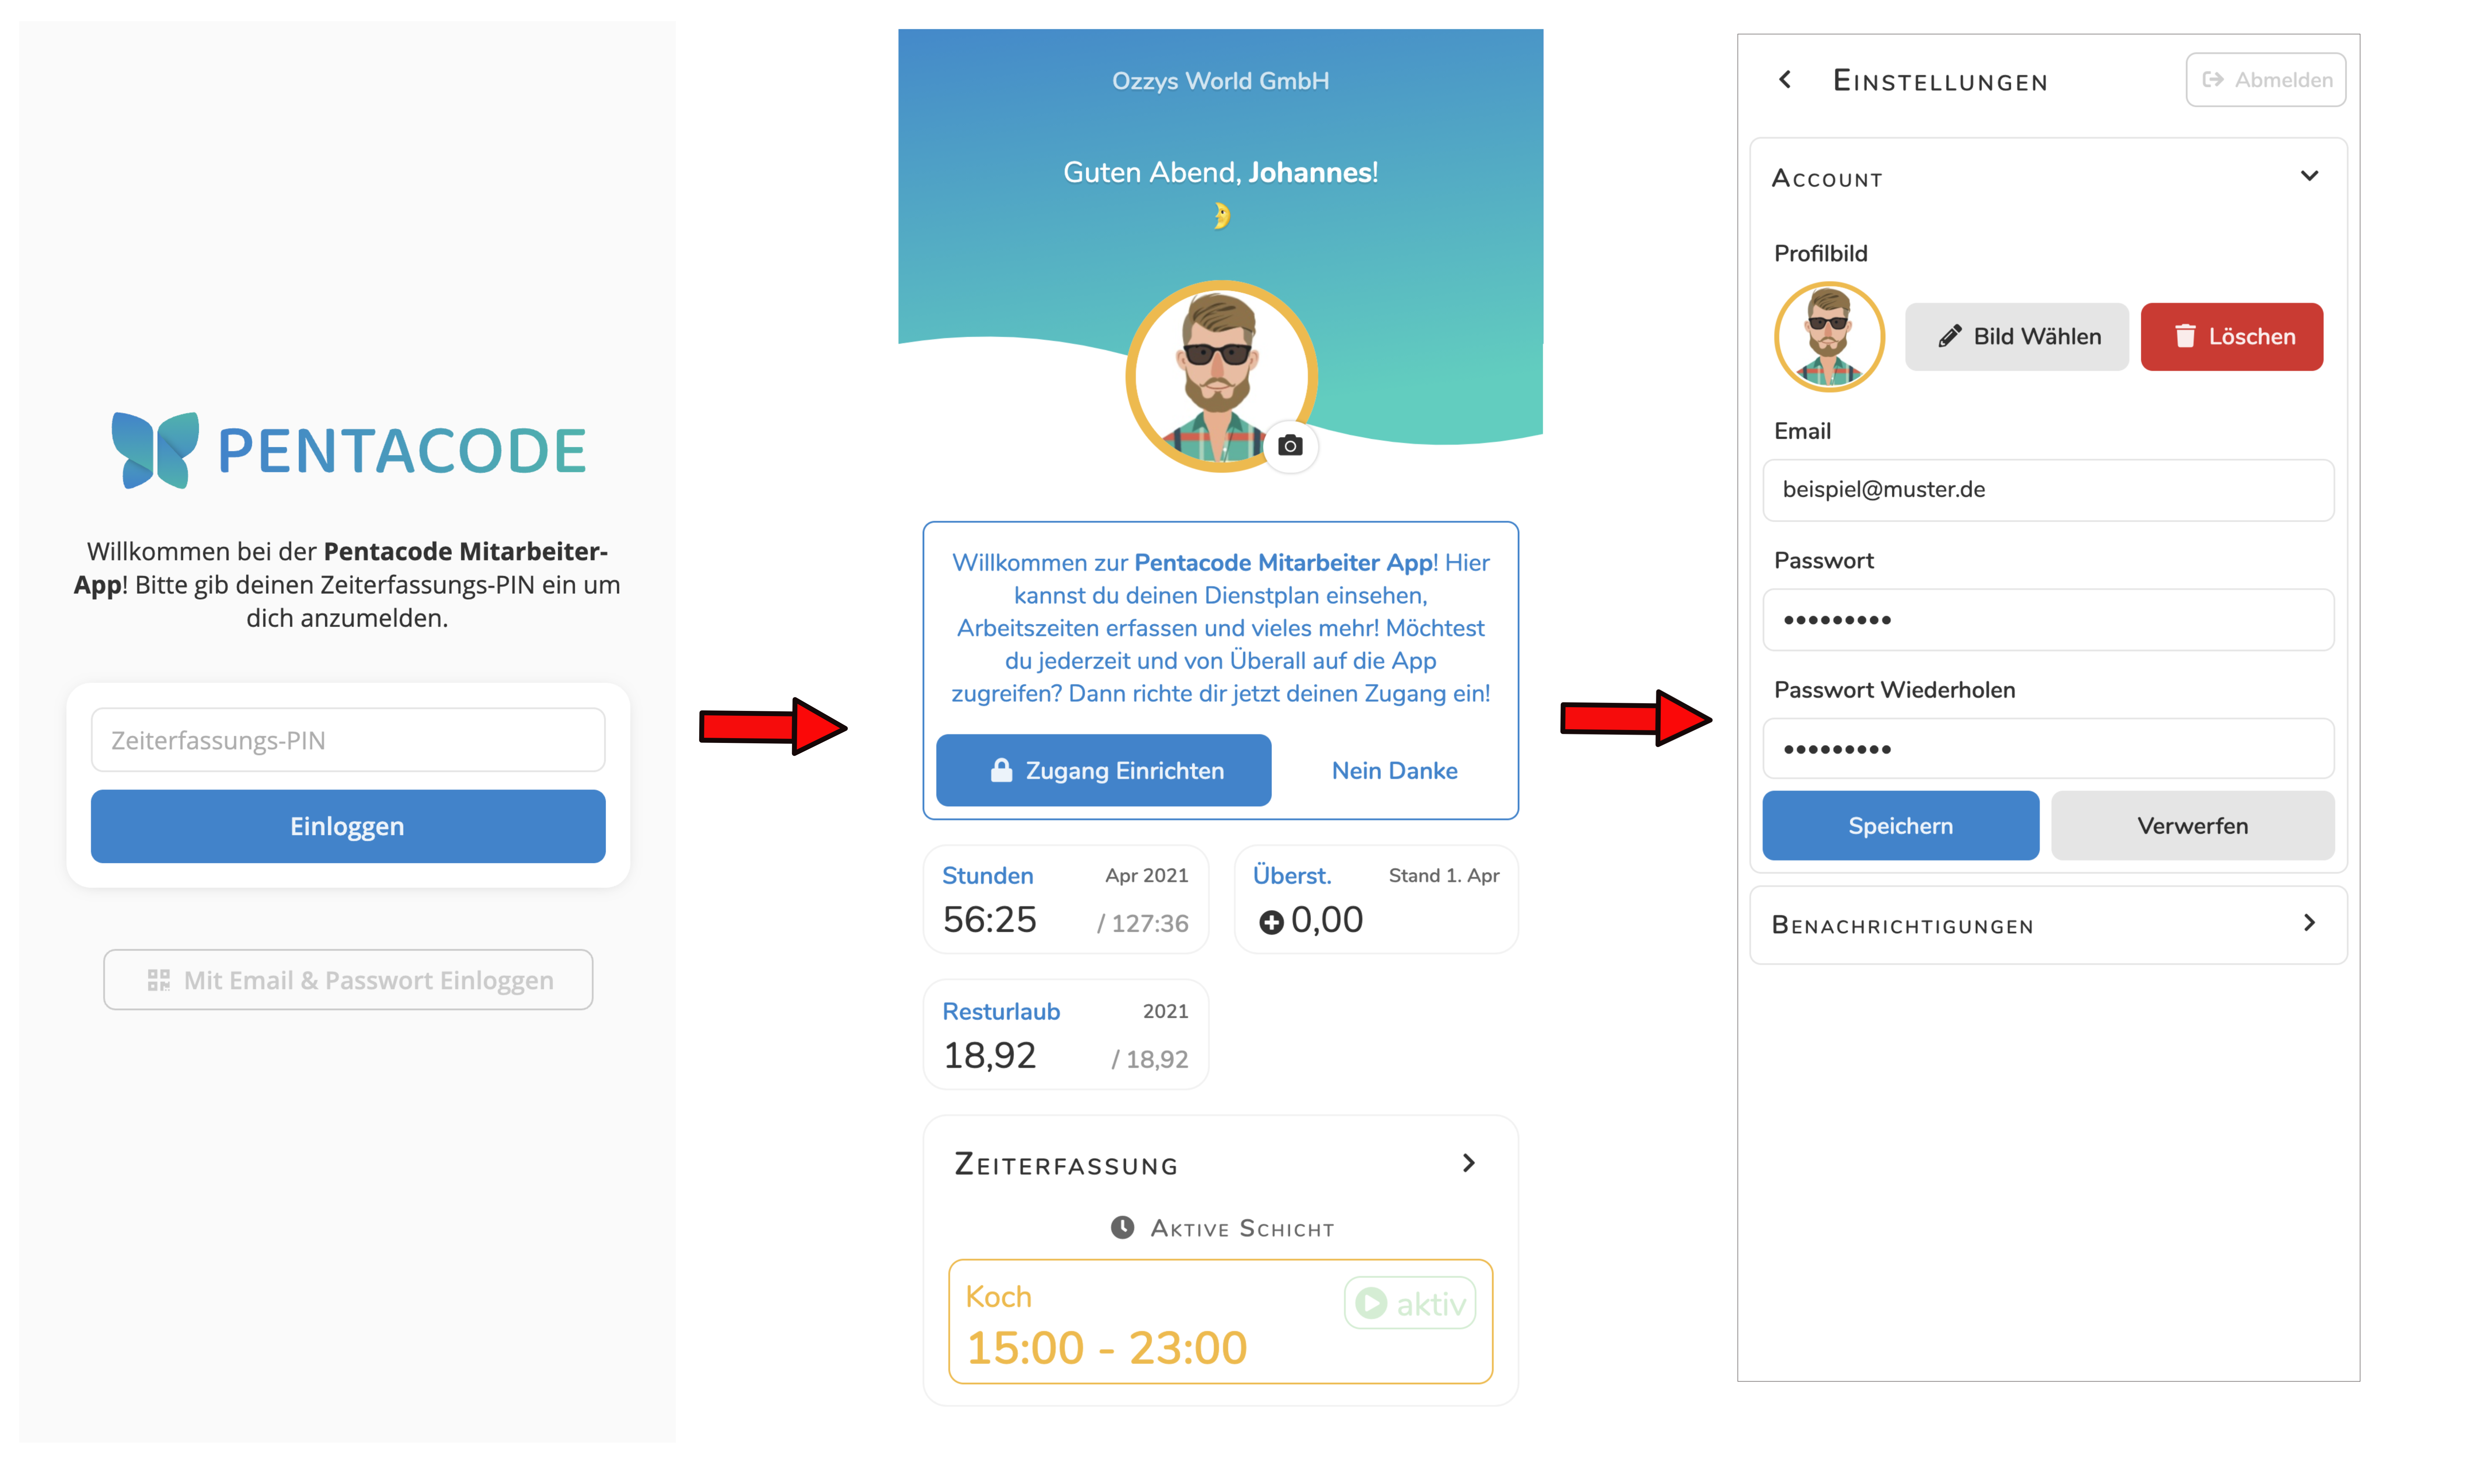 PENTACODE
Willkommen bei der Pentacode Mitarbeiter-
App! Bitte gib deinen Zeiterfassungs-PIN ein um
dich anzumelden.
Zeiterfassungs-PIN
Einloggen
Mit Email & Passwort Einloggen
Ozzys World GmbH
Guten Abend, Johannes!
Willkommen zur Pentacode Mitarbeiter App! Hier
kannst du deinen Dienstplan einsehen,
Arbeitszeiten erfassen und vieles mehr! Möchtest
du jederzeit und von Überall auf die App
zugreifen? Dann richte dir jetzt deinen Zugang ein!
Zugang Einrichten Nein Danke
Stunden Apr 2021
56:25 / 127:36
Überst. Stand 1. Apr
0,00
Resturlaub 2021
18,92 / 18,92
Zeiterfassung
Aktive Schicht
Koch aktiv
15:00 - 23:00
Einstellungen Abmelden
Account
Profilbild
Bild Wählen Löschen
Email
beispiel@muster.de
Passwort
•••••••••
Passwort Wiederholen
•••••••••
Speichern Verwerfen
Benachrichtigungen